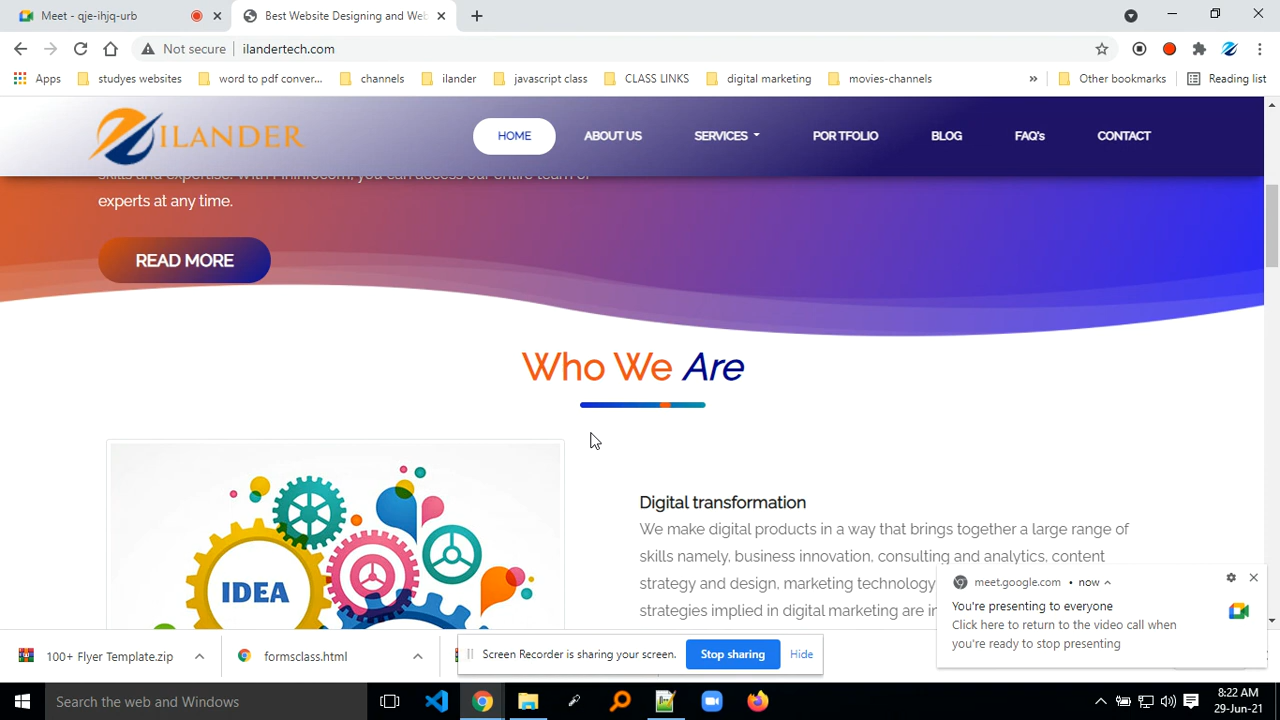 Meet - qje-ihjq-urb
Best Website Designing and Web
Not secure
ilandertech.com
Apps
studyes websites
word to pdf conver...
channels
ilander
javascript class
CLASS LINKS
digital marketing
movies-channels
»
Other bookmarks
Reading list
ILANDER
HOME
ABOUT US
SERVICES
PORTFOLIO
BLOG
FAQ's
CONTACT
experts at any time.
READ MORE
Who We Are
IDEA
Digital transformation
We make digital products in a way that brings together a large range of
skills namely, business innovation, consulting and analytics, content
strategy and design, marketing technology
strategies implied in digital marketing are in
meet.google.com • now
You're presenting to everyone
Click here to return to the video call when
you're ready to stop presenting
100+ Flyer Template.zip
formsclass.html
Screen Recorder is sharing your screen.
Stop sharing
Hide
Search the web and Windows
8:22 AM
29-Jun-21